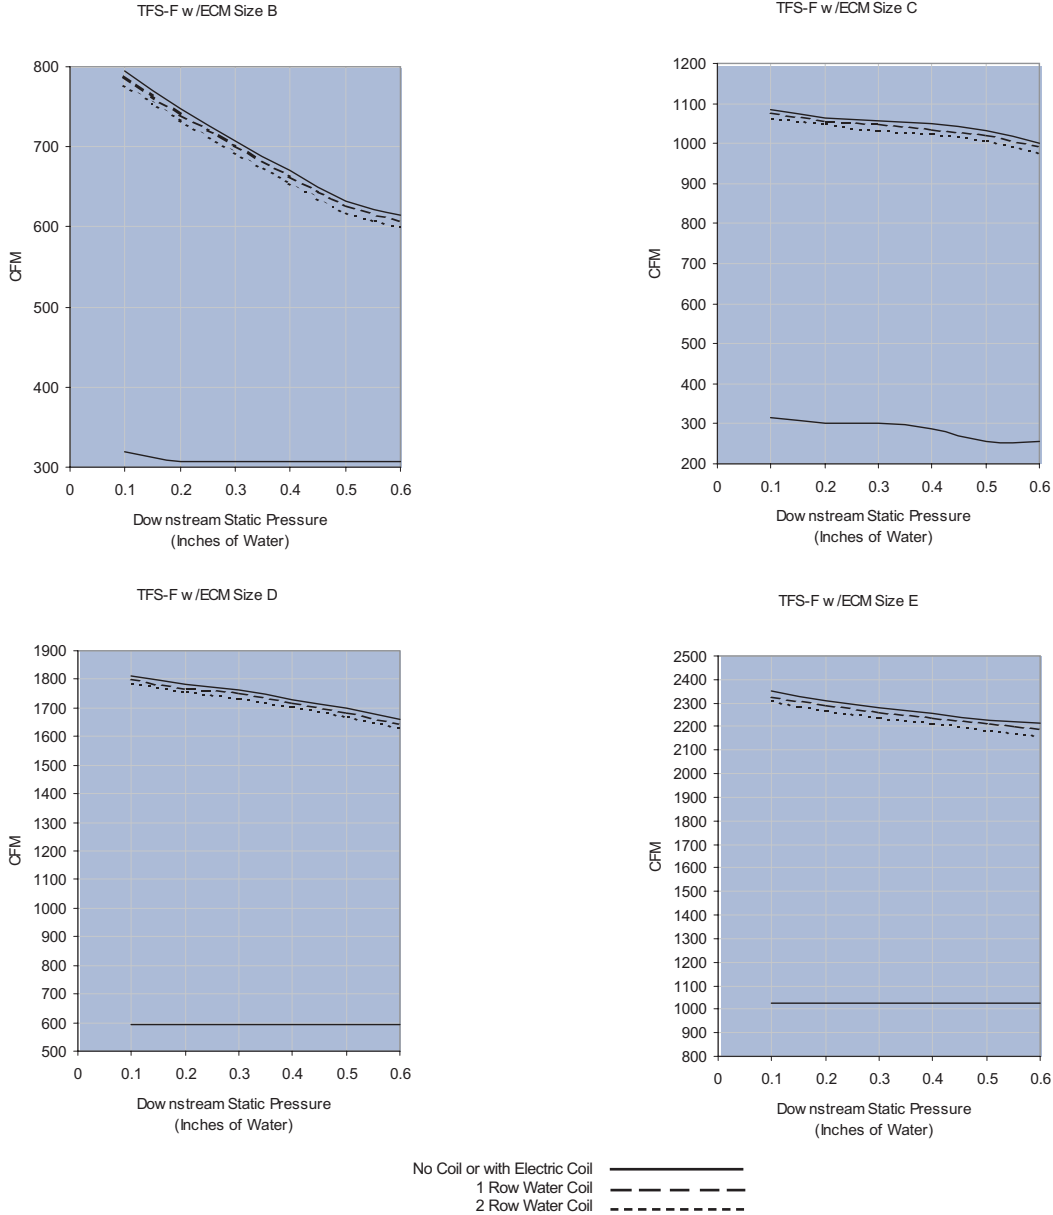 TFS-F w/ECM Size B
800
700
600
500
400
300
CFM
0 0.1 0.2 0.3 0.4 0.5 0.6
Downstream Static Pressure
(Inches of Water)
TFS-F w/ECM Size C
1200
1100
1000
900
800
700
600
500
400
300
200
CFM
0 0.1 0.2 0.3 0.4 0.5 0.6
Downstream Static Pressure
(Inches of Water)
TFS-F w/ECM Size D
1900
1800
1700
1600
1500
1400
1300
1200
1100
1000
900
800
700
600
500
CFM
0 0.1 0.2 0.3 0.4 0.5 0.6
Downstream Static Pressure
(Inches of Water)
TFS-F w/ECM Size E
2500
2400
2300
2200
2100
2000
1900
1800
1700
1600
1500
1400
1300
1200
1100
1000
900
800
CFM
0 0.1 0.2 0.3 0.4 0.5 0.6
Downstream Static Pressure
(Inches of Water)
No Coil or with Electric Coil
1 Row Water Coil
2 Row Water Coil